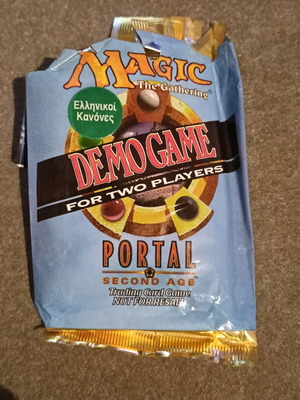 MAGIC
The Gathering
Ελληνικοί
Κανόνες
DEMO GAME
FOR TWO PLAYERS
PORTAL
SECOND AGE
Trading Card Game
NOT FOR RESALE